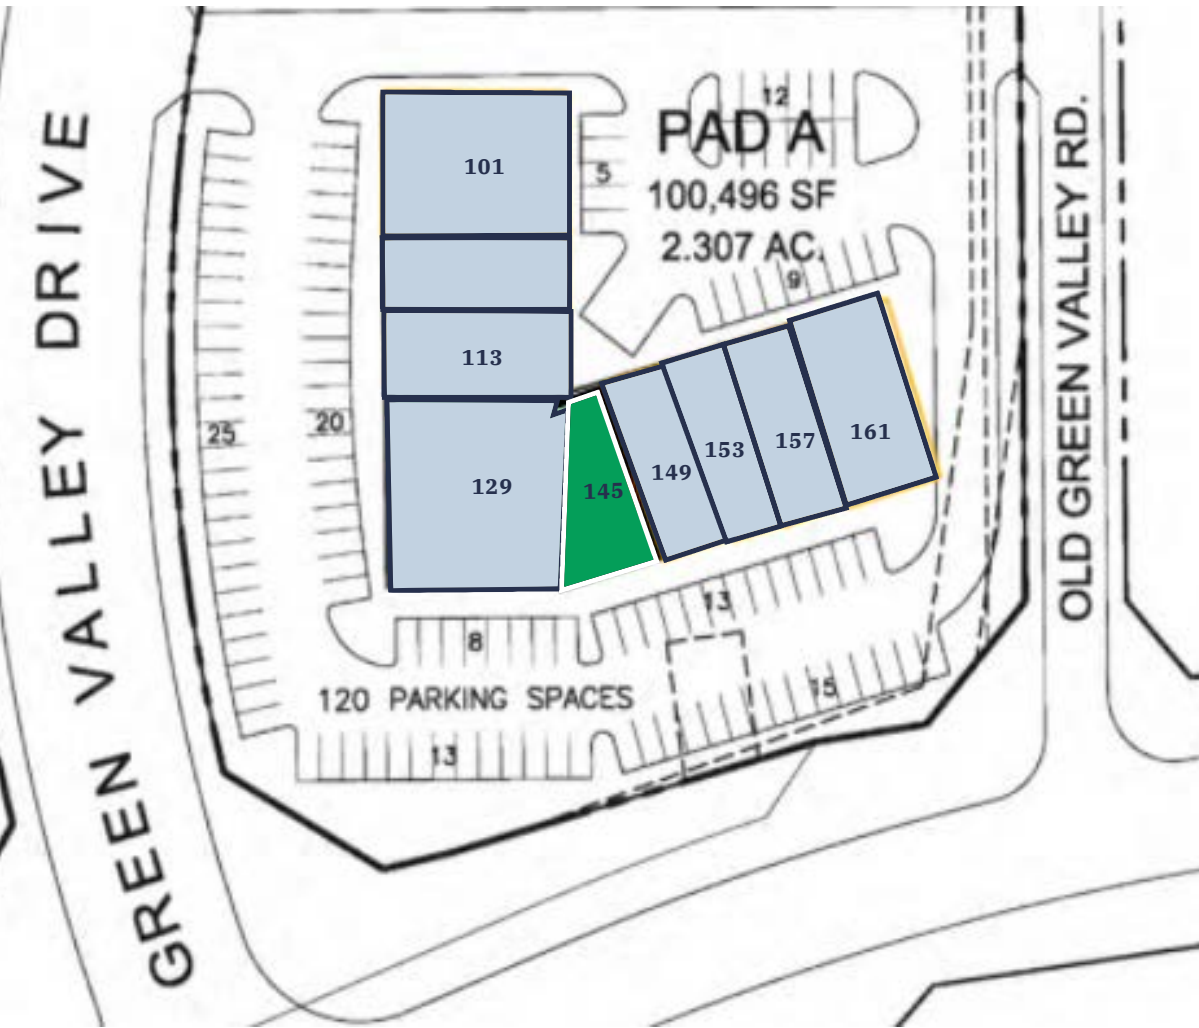 GREEN VALLEY DRIVE
OLD GREEN VALLEY RD.
12
PAD A
100,496 SF
2.307 AC.
101
5
9
113
20
25
129
145
149
153
157
161
13
8
15
120 PARKING SPACES
13